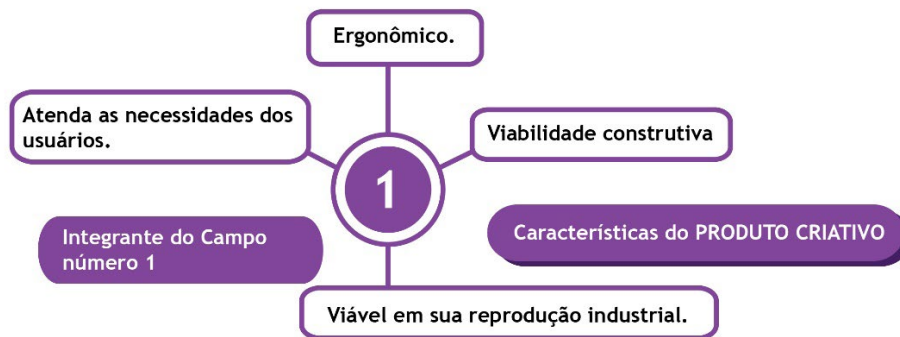 Ergonômico.
Atenda as necessidades dos
usuários.
Viabilidade construtiva
1
Integrante do Campo
número 1
Características do PRODUTO CRIATIVO
Viável em sua reprodução industrial.